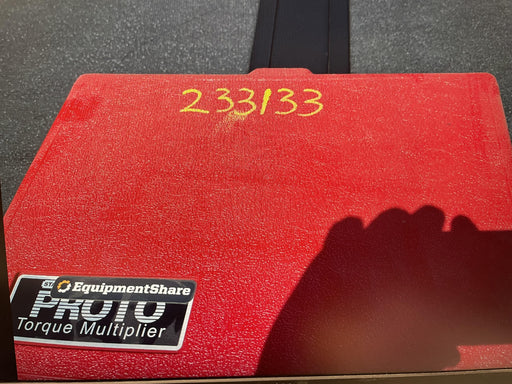 233133
EquipmentShare
PROTO
Torque Multiplier